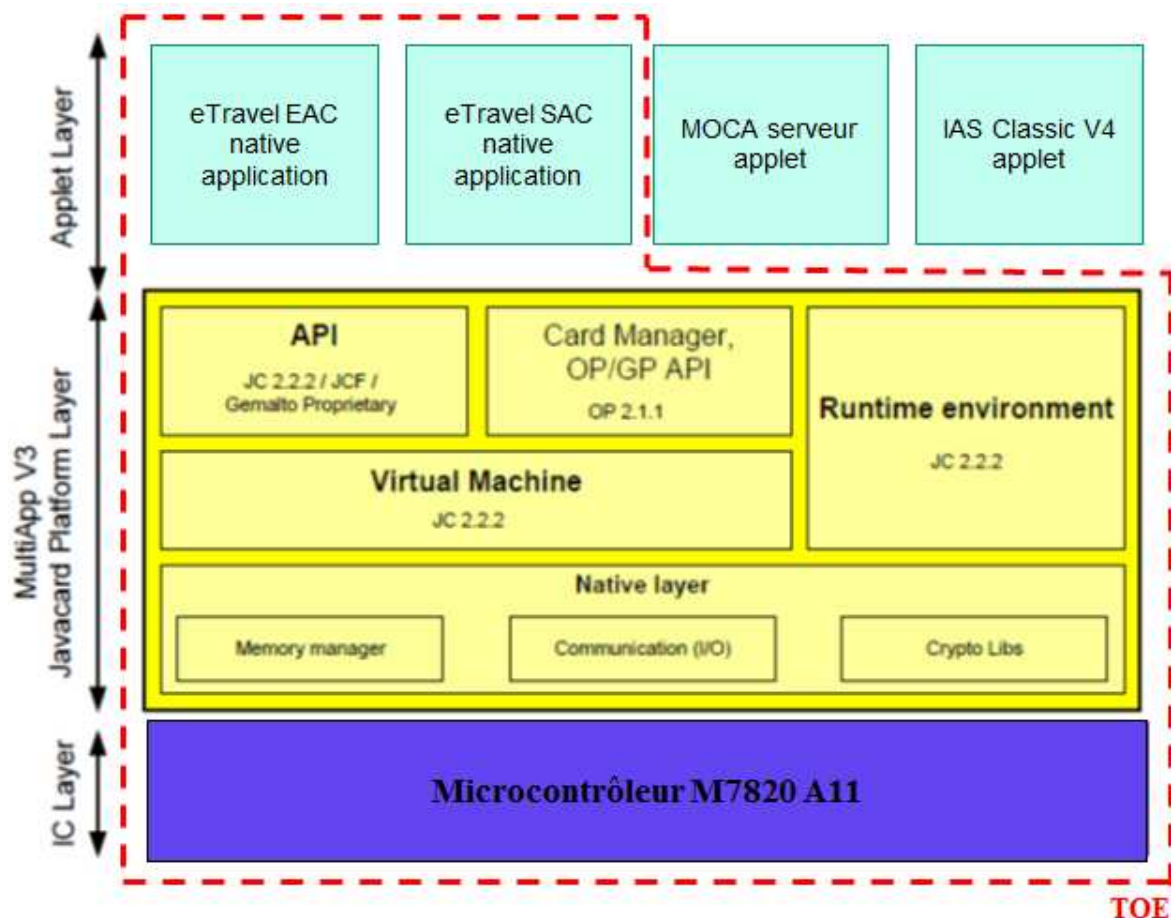 Applet Layer
eTravel EAC
native
application
eTravel SAC
native
application
MOCA serveur
applet
IAS Classic V4
applet
MultiApp V3
Javacard Platform Layer
API
JC 2.2.2 / JCF /
Gemalto Proprietary
Card Manager,
OP/GP API
OP 2.1.1
Runtime environment
JC 2.2.2
Virtual Machine
JC 2.2.2
Native layer
Memory manager
Communication (I/O)
Crypto Libs
IC Layer
Microcontrôleur M7820 A11
TOE